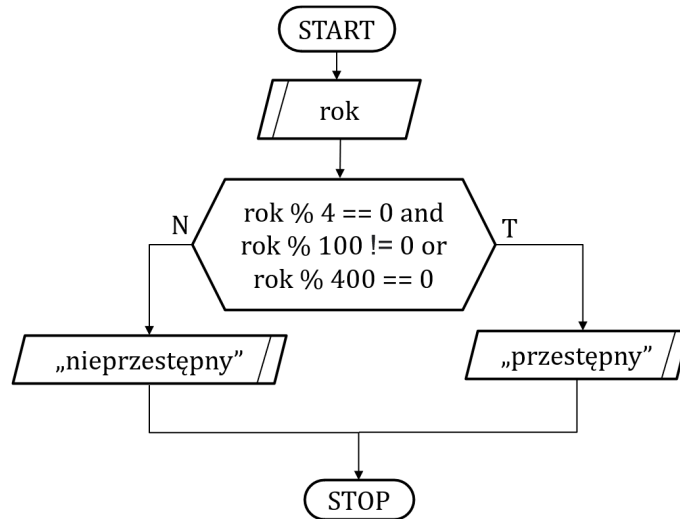 START
rok
rok % 4 == 0 and
rok % 100 != 0 or
rok % 400 == 0
N
T
„nieprzestępny”
„przestępny”
STOP